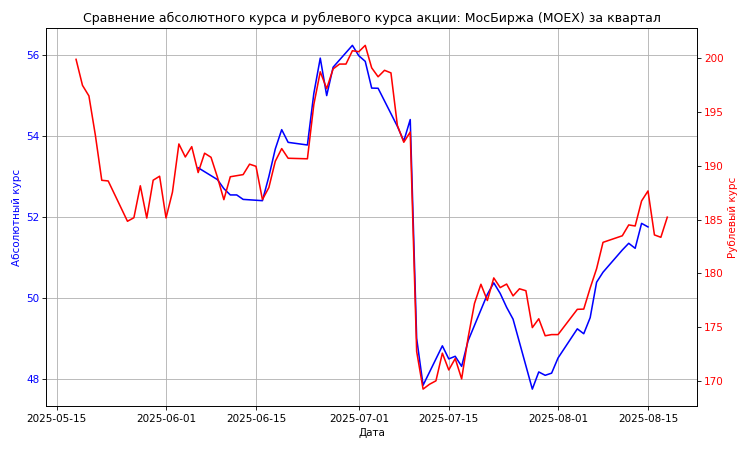 Сравнение абсолютного курса и рублевого курса акции: МосБиржа (MOEX) за квартал
56
54
52
50
48
Абсолютный курс
200
195
190
185
180
175
170
Рублевый курс
2025-05-15 2025-06-01 2025-06-15 2025-07-01 2025-07-15 2025-08-01 2025-08-15
Дата